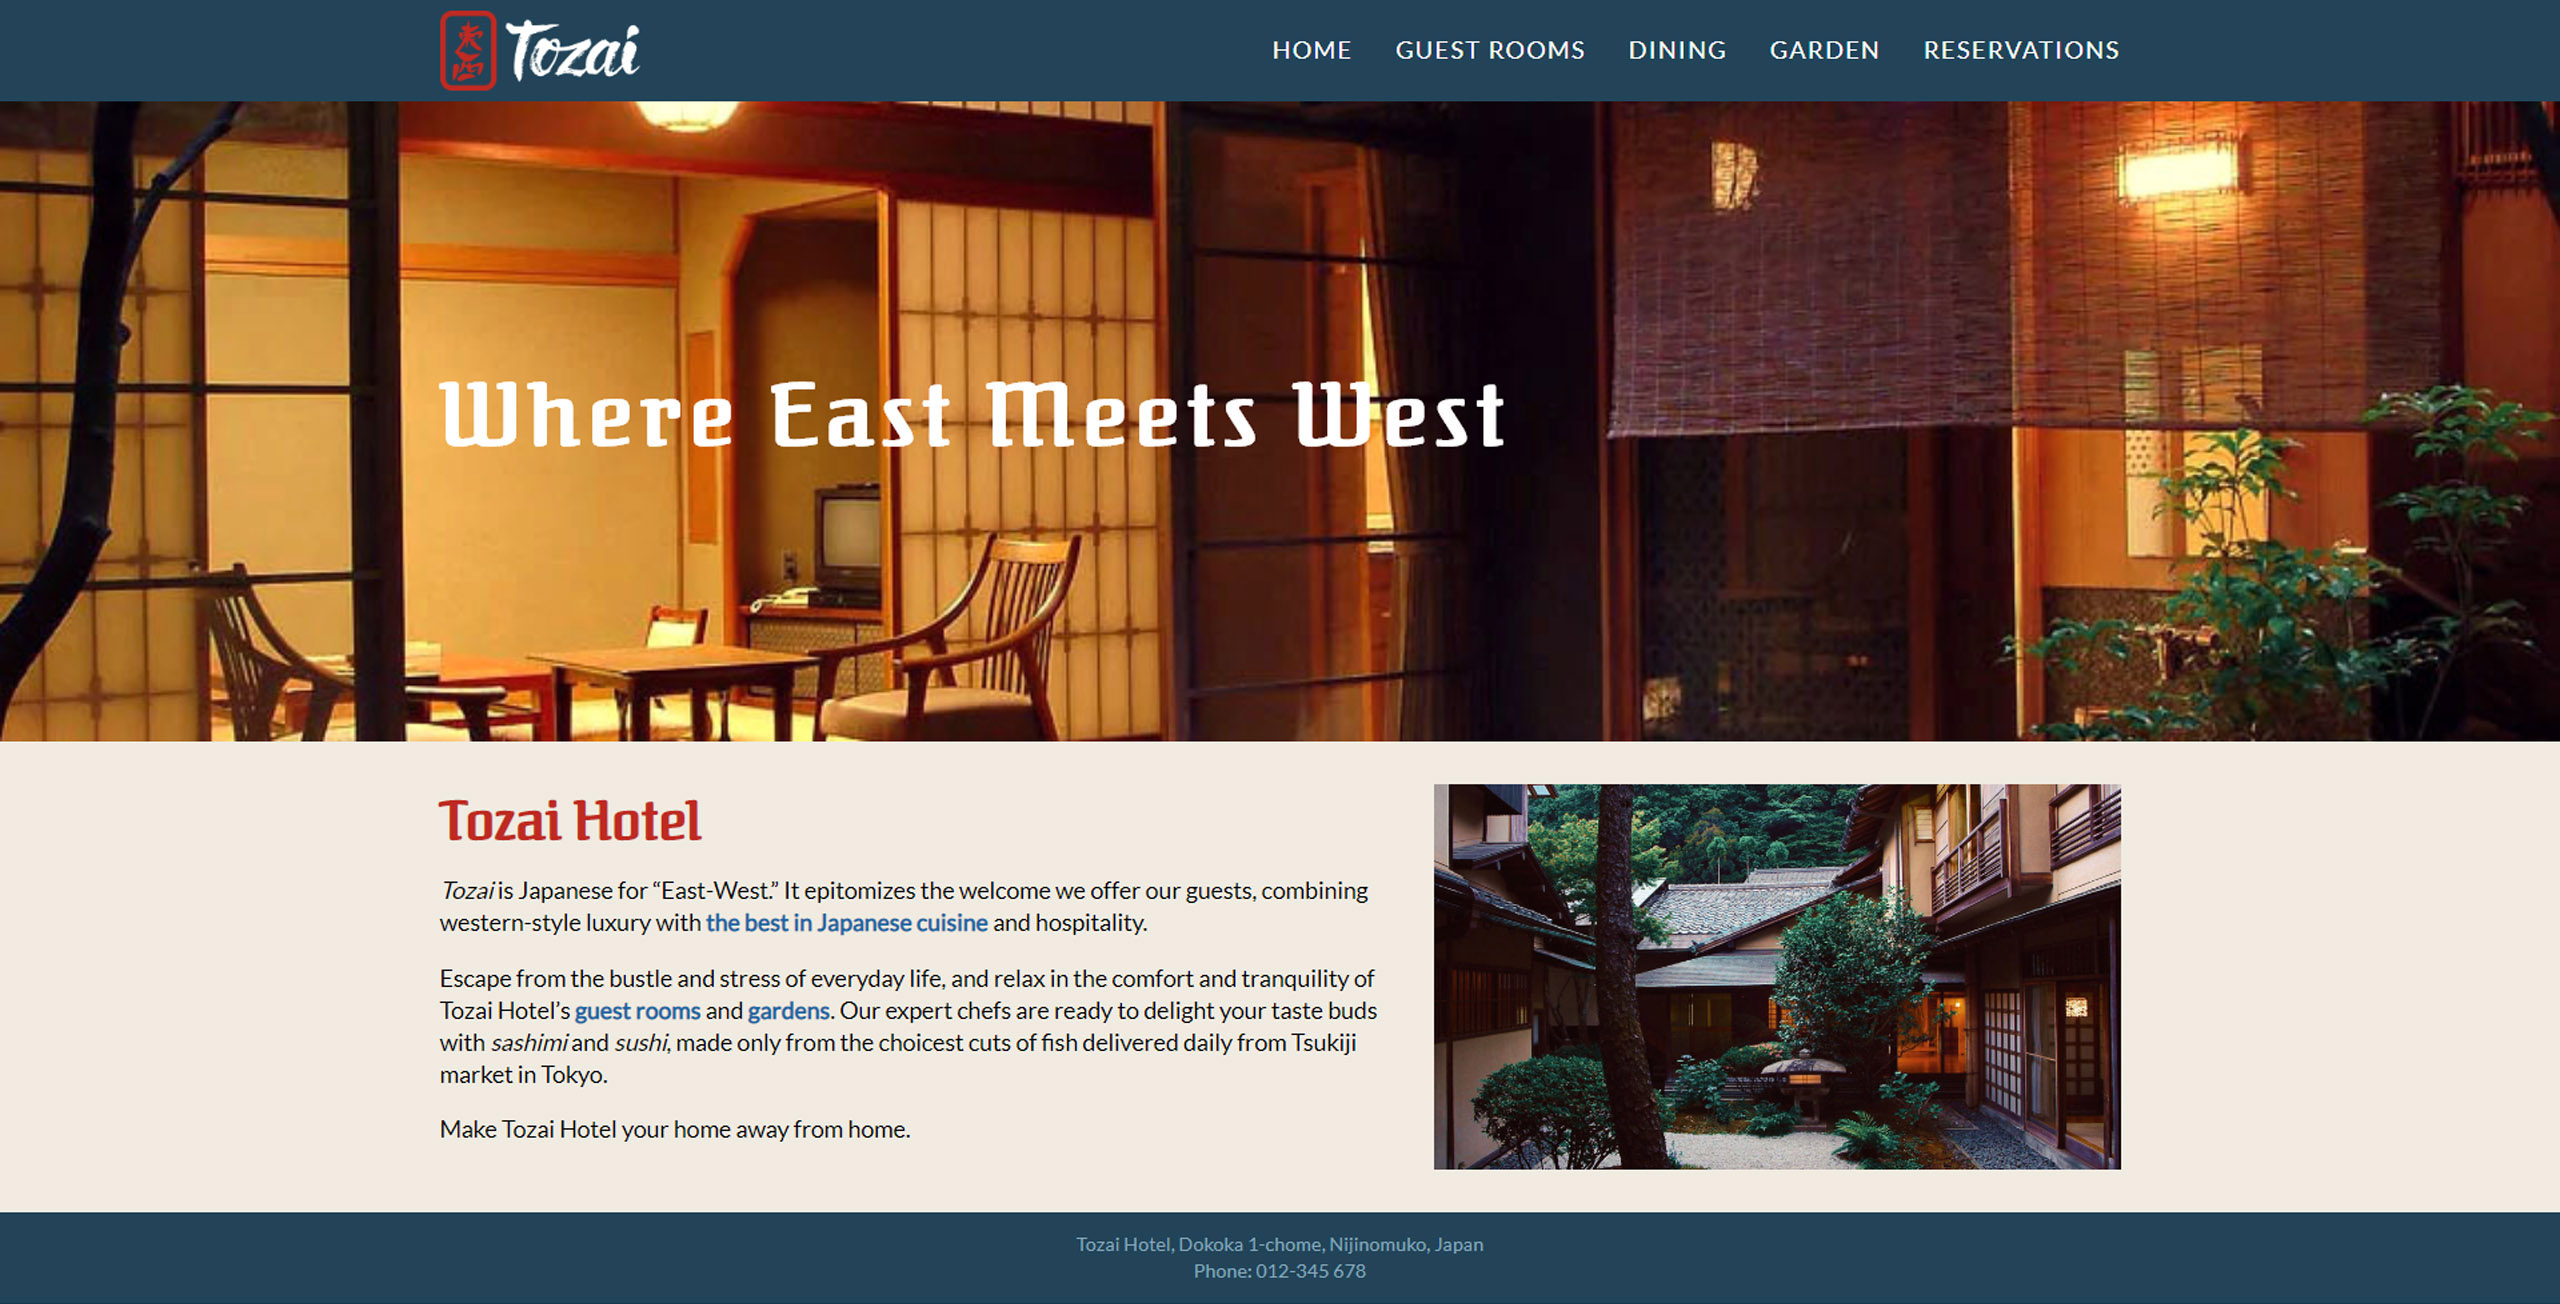 東西 Tozai
HOME GUEST ROOMS DINING GARDEN RESERVATIONS
Where East Meets West
Tozai Hotel
Tozai is Japanese for “East-West.” It epitomizes the welcome we offer our guests, combining
western-style luxury with the best in Japanese cuisine and hospitality.
Escape from the bustle and stress of everyday life, and relax in the comfort and tranquility of
Tozai Hotel’s guest rooms and gardens. Our expert chefs are ready to delight your taste buds
with sashimi and sushi, made only from the choicest cuts of fish delivered daily from Tsukiji
market in Tokyo.
Make Tozai Hotel your home away from home.
Tozai Hotel, Dokoka 1-chome, Nijinomuko, Japan
Phone: 012-345 678